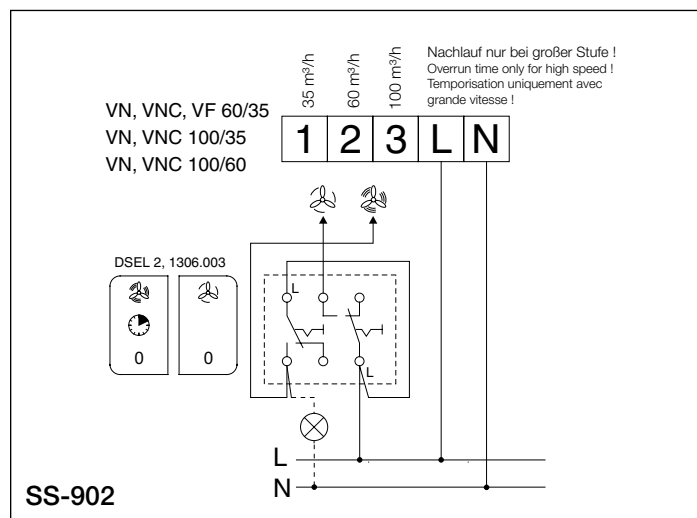 35 m³/h
60 m³/h
100 m³/h
Nachlauf nur bei großer Stufe !
Overrun time only for high speed !
Temporisation uniquement avec
grande vitesse !
VN, VNC, VF 60/35
VN, VNC 100/35
VN, VNC 100/60
1 2 3 L N
DSEL 2, 1306.003
L
0 0
L
L
N
SS-902